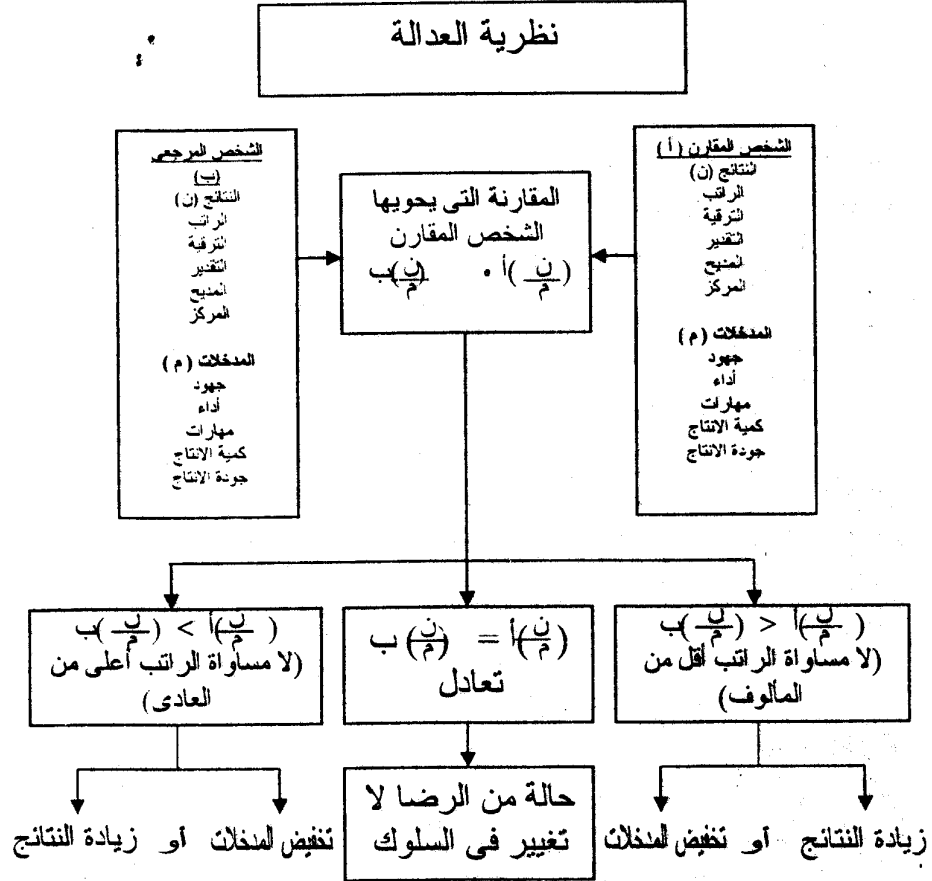 نظرية العدالة
الشخص المقارن (أ)
النتائج (ن)
الراتب
الترقية
التقدير
المديح
المركز
المدخلات (م)
جهود
أداء
مهارات
كمية الانتاج
جودة الانتاج
المقارنة التى يحويها
الشخص المقارن
(ن/م)أ • (ن/م)ب
الشخص المرجعى
(ب)
النتائج (ن)
الراتب
الترقية
التقدير
المديح
المركز
المدخلات (م)
جهود
أداء
مهارات
كمية الانتاج
جودة الانتاج
(ن/م)أ > (ن/م)ب
(لا مساواة الراتب أقل من
المألوف)
(ن/م)أ = (ن/م)ب
تعادل
(ن/م)أ < (ن/م)ب
(لا مساواة الراتب أعلى من
العادى)
زيادة النتائج أو تخفيض المدخلات
حالة من الرضا لا
تغيير فى السلوك
تخفيض المدخلات أو زيادة النتائج